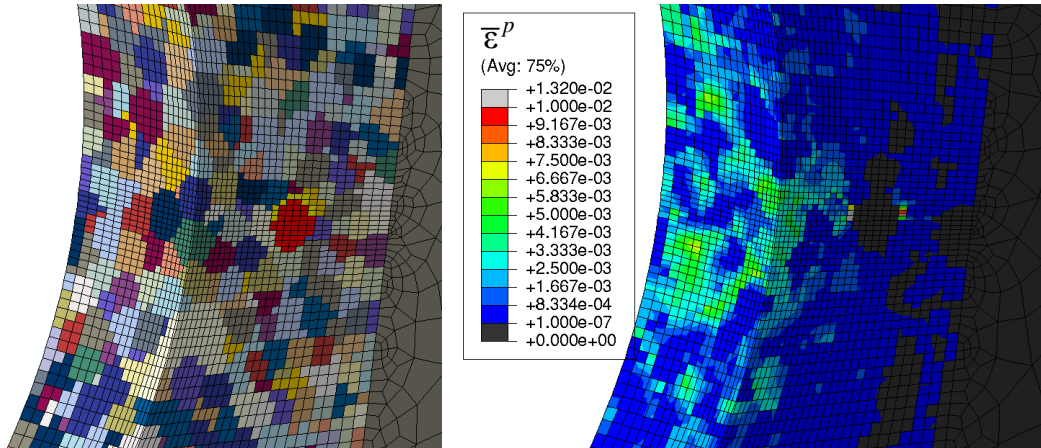 ε̅ᵖ
(Avg: 75%)
+1.320e-02
+1.000e-02
+9.167e-03
+8.333e-03
+7.500e-03
+6.667e-03
+5.833e-03
+5.000e-03
+4.167e-03
+3.333e-03
+2.500e-03
+1.667e-03
+8.334e-04
+1.000e-07
+0.000e+00